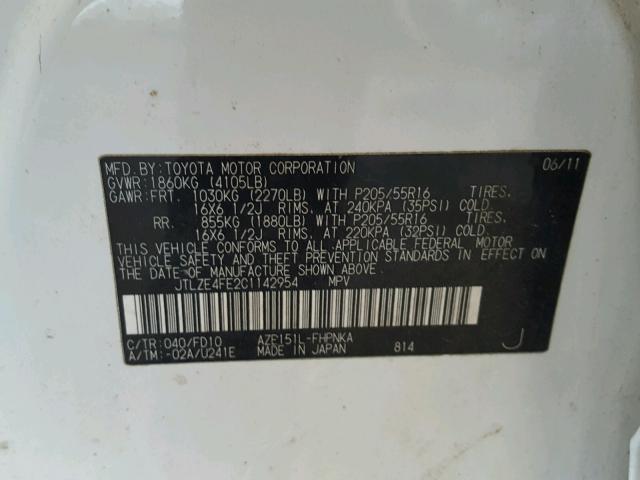 MFD. BY: TOYOTA MOTOR CORPORATION 06/11
GVWR: 1860KG (4105LB)
GAWR: FRT. 1030KG (2270LB) WITH P205/55R16 TIRES,
16X6 1/2J RIMS, AT 240KPA (35PSI) COLD.
RR. 855KG (1880LB) WITH P205/55R16 TIRES,
16X6 1/2J RIMS, AT 220KPA (32PSI) COLD.
THIS VEHICLE CONFORMS TO ALL APPLICABLE FEDERAL MOTOR
VEHICLE SAFETY AND THEFT PREVENTION STANDARDS IN EFFECT ON
THE DATE OF MANUFACTURE SHOWN ABOVE.
JTLZE4FE2C1142954 MPV
C/TR: 040/FD10 AZE151L-FHPNKA
A/TM: -02A/U241E MADE IN JAPAN 814 J